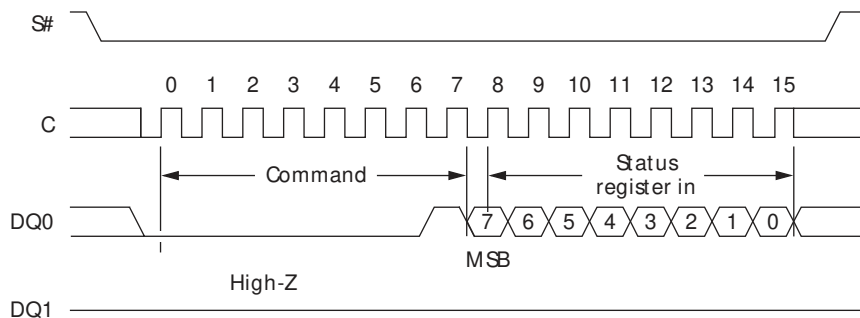 S#
0 1 2 3 4 5 6 7 8 9 10 11 12 13 14 15
C
Command
Status
register in
DQ0
7 6 5 4 3 2 1 0
MSB
High-Z
DQ1